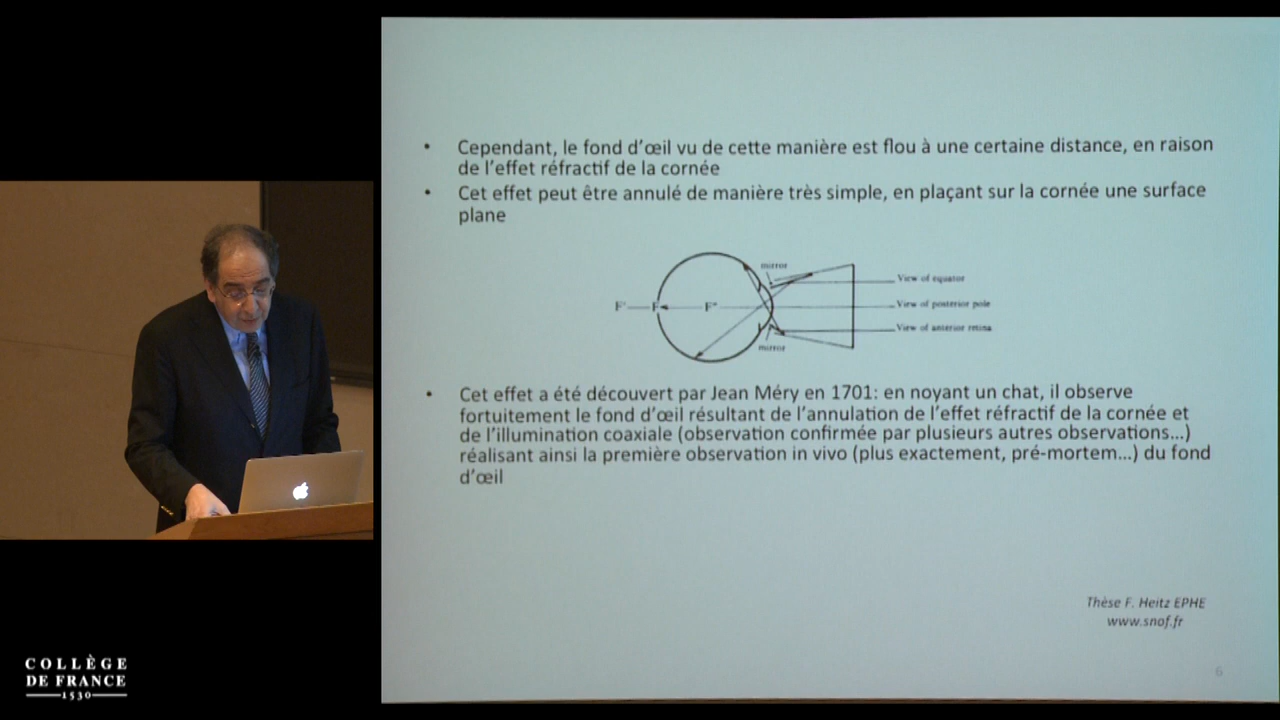 • Cependant, le fond d'œil vu de cette manière est flou à une certaine distance, en raison
de l'effet réfractif de la cornée
• Cet effet peut être annulé de manière très simple, en plaçant sur la cornée une surface
plane
mirror
View of equator
F' F F"
View of posterior pole
View of anterior retina
mirror
• Cet effet a été découvert par Jean Méry en 1701: en noyant un chat, il observe
fortuitement le fond d'œil résultant de l'annulation de l'effet réfractif de la cornée et
de l'illumination coaxiale (observation confirmée par plusieurs autres observations...)
réalisant ainsi la première observation in vivo (plus exactement, pré-mortem...) du fond
d'œil
Thèse F. Heitz EPHE
www.snof.fr
6
COLLÈGE
DE FRANCE
1530